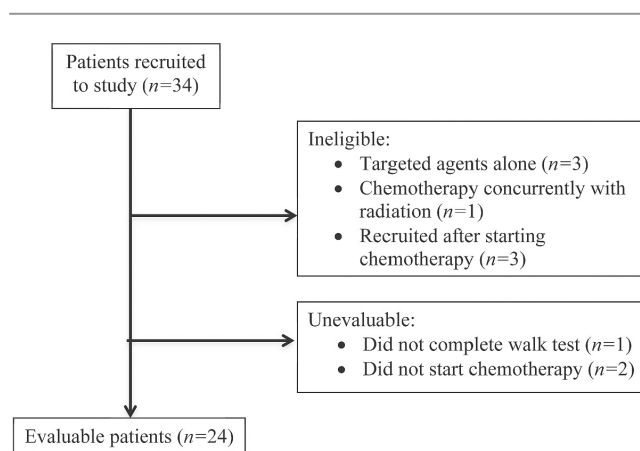 Patients recruited
to study (n=34)
Ineligible:
• Targeted agents alone (n=3)
• Chemotherapy concurrently with
radiation (n=1)
• Recruited after starting
chemotherapy (n=3)
Unevaluable:
• Did not complete walk test (n=1)
• Did not start chemotherapy (n=2)
Evaluable patients (n=24)